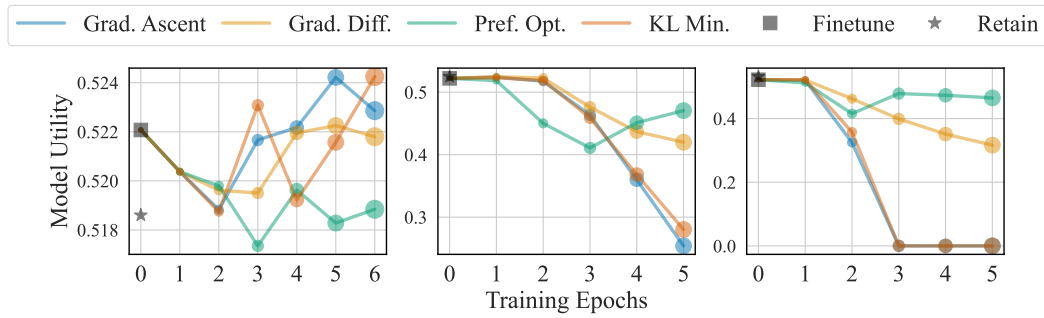 Grad. Ascent Grad. Diff. Pref. Opt. KL Min. Finetune Retain
Model Utility
0.524
0.522
0.520
0.518
0 1 2 3 4 5 6
0.5
0.4
0.3
0 1 2 3 4 5
0.4
0.2
0.0
0 1 2 3 4 5
Training Epochs